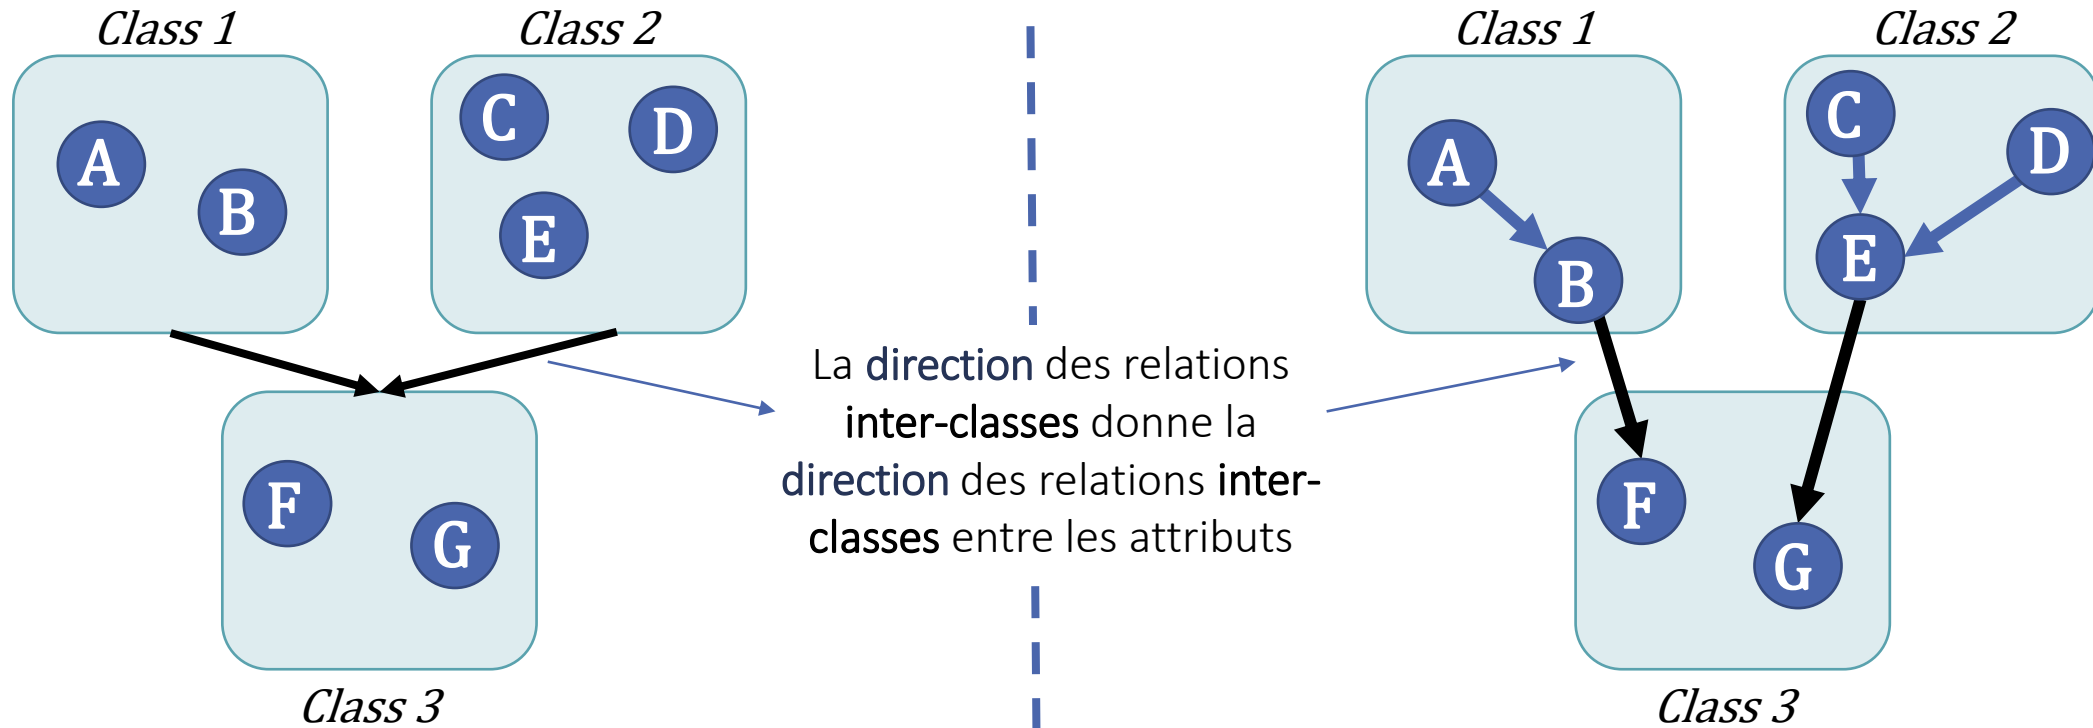 Class 1
Class 2
A
B
C
D
E
F
G
Class 3
La direction des relations
inter-classes donne la
direction des relations inter-
classes entre les attributs
Class 1
Class 2
A
B
C
D
E
F
G
Class 3